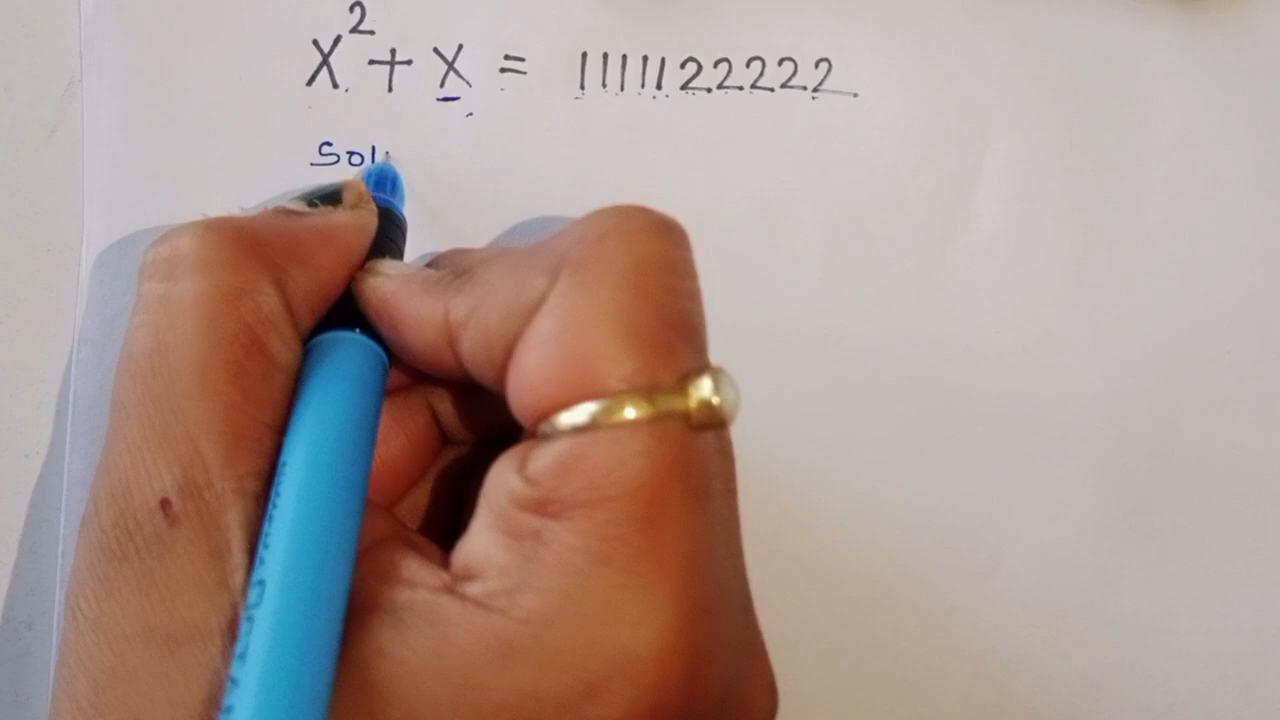 x² + x = 1111122222
Sol